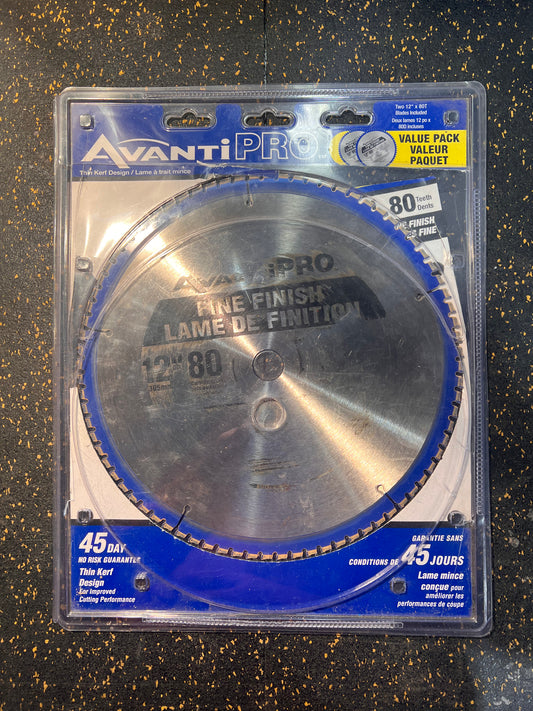 Two 12" x 80T
Blades Included
Deux lames 12 po x
80D incluses
AVANTI PRO
VALUE PACK
VALEUR
PAQUET
Thin Kerf Design / Lame à trait mince
80 Teeth
Dents
FINISH
FINE
AVANTI PRO
FINE FINISH
LAME DE FINITION
12" 80
45 DAY
NO RISK GUARANTEE
Thin Kerf
Design
For Improved
Cutting Performance
GARANTIE SANS
CONDITIONS DE 45 JOURS
Lame mince
conçue pour
améliorer les
performances de coupe